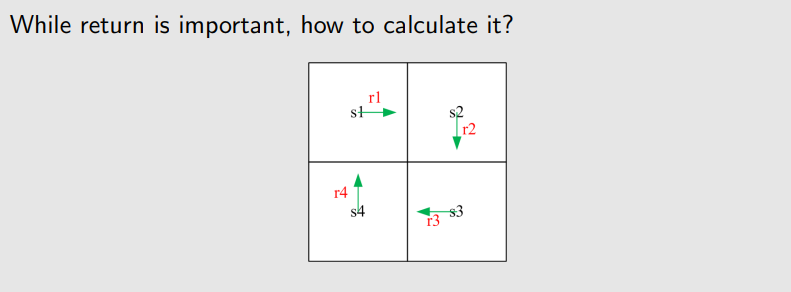 While return is important, how to calculate it?
r1
s1
s2
r2
r4
s4
s3
r3